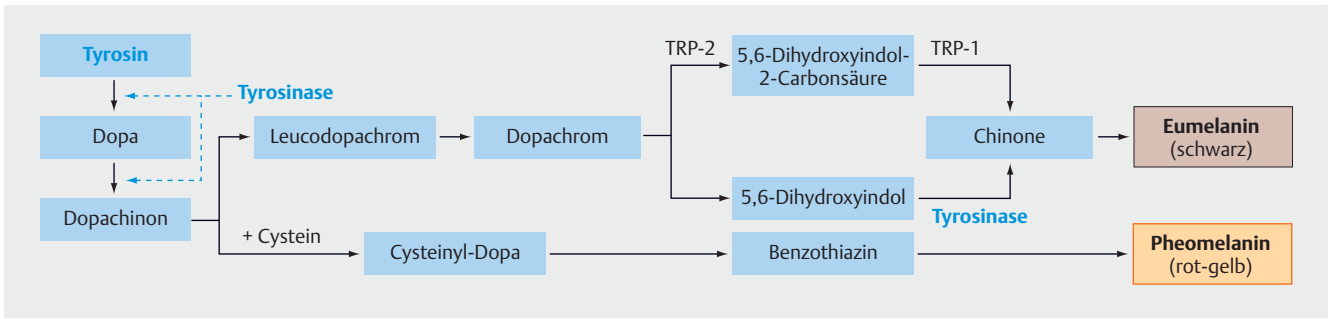 Tyrosin
Tyrosinase
Dopa
Dopachinon
Leucodopachrom
Dopachrom
TRP-2
5,6-Dihydroxyindol-
2-Carbonsäure
TRP-1
5,6-Dihydroxyindol
Tyrosinase
Chinone
Eumelanin
(schwarz)
+ Cystein
Cysteinyl-Dopa
Benzothiazin
Pheomelanin
(rot-gelb)